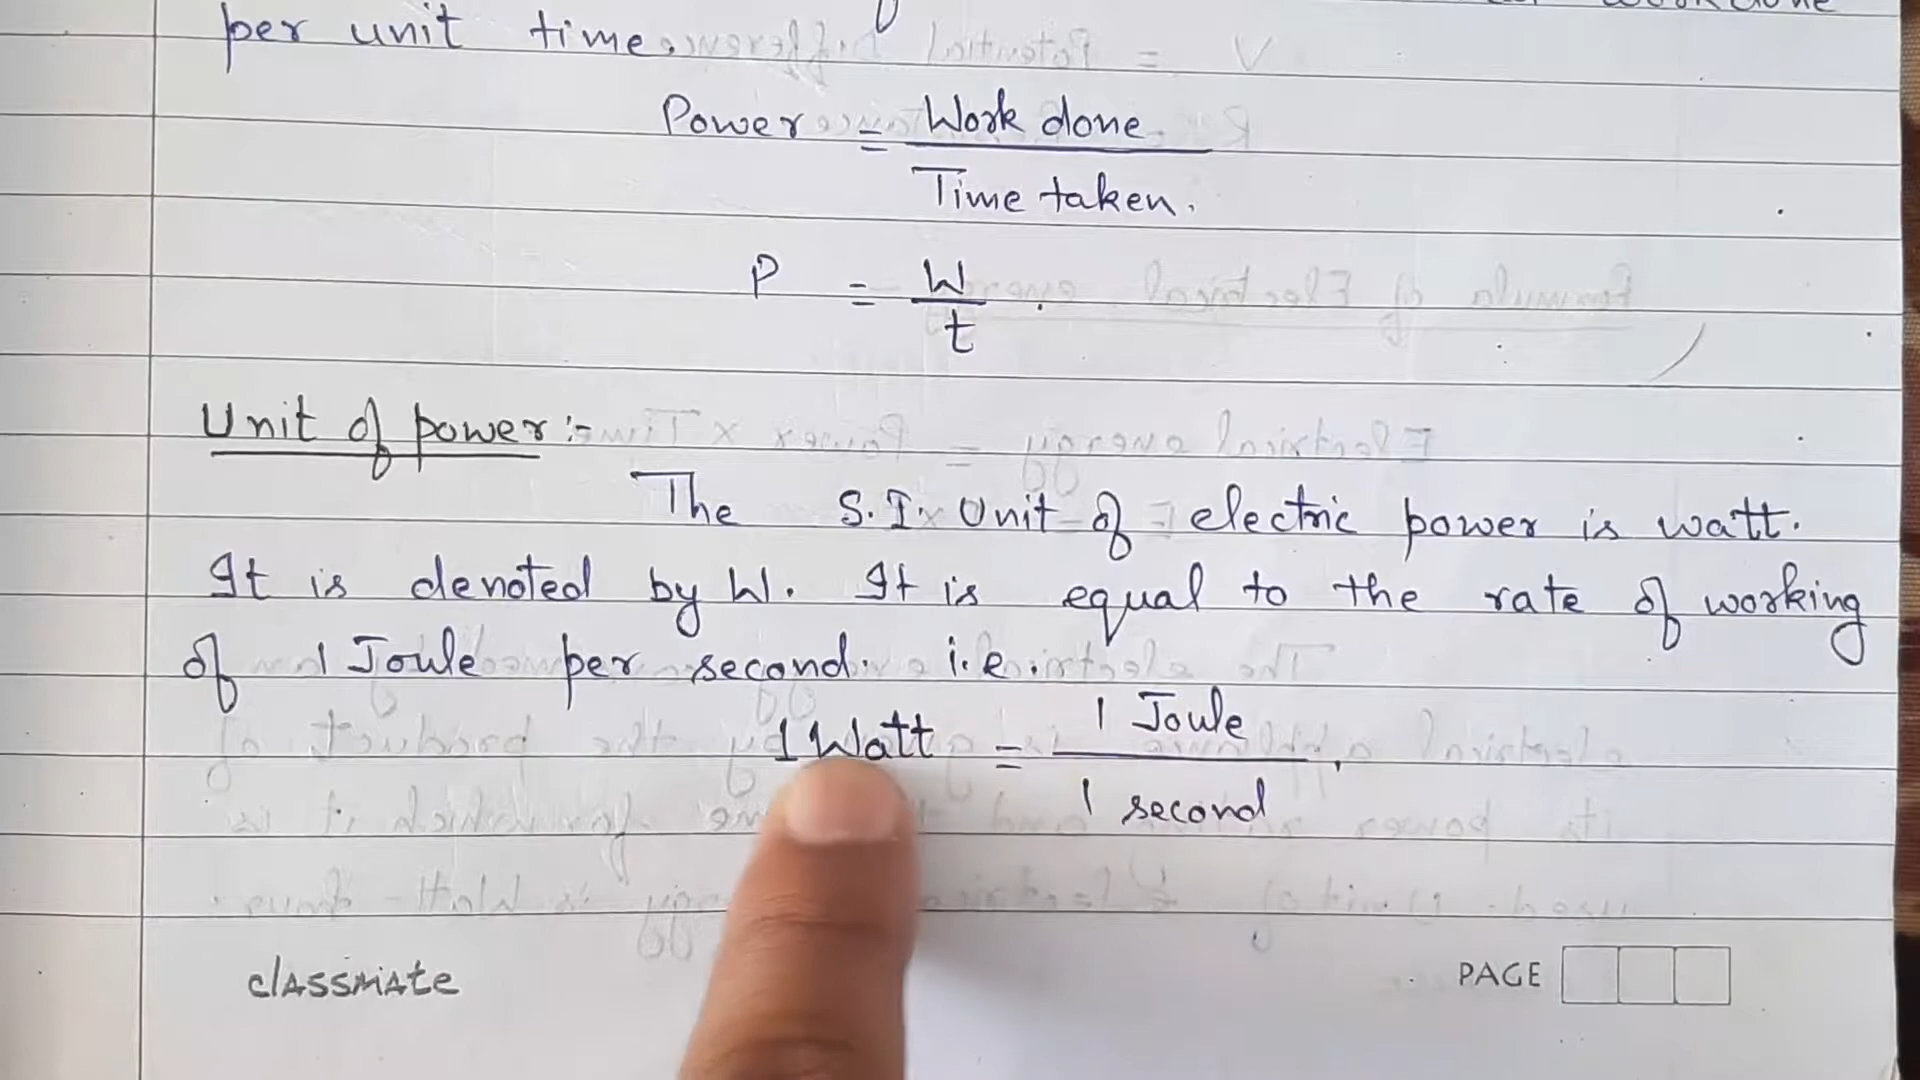 work done
per unit time.
Power = Work done
Time taken.
P = W
t
Unit of power :-
The S.I. Unit of electric power is watt.
It is denoted by W. It is equal to the rate of working
of 1 Joule per second. i.e.
1 Watt = 1 Joule
1 second
classmate
PAGE